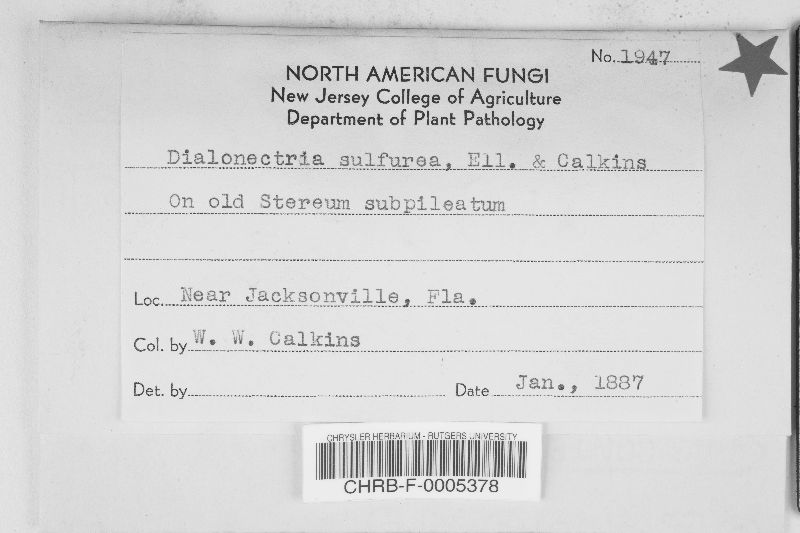 No. 1947
NORTH AMERICAN FUNGI
New Jersey College of Agriculture
Department of Plant Pathology
Dialonectria sulfurea, Ell. & Calkins
On old Stereum subpileatum
Loc. Near Jacksonville, Fla.
Col. by W. W. Calkins
Det. by
Date Jan., 1887
CHRYSLER HERBARIUM - RUTGERS UNIVERSITY
CHRB-F-0005378